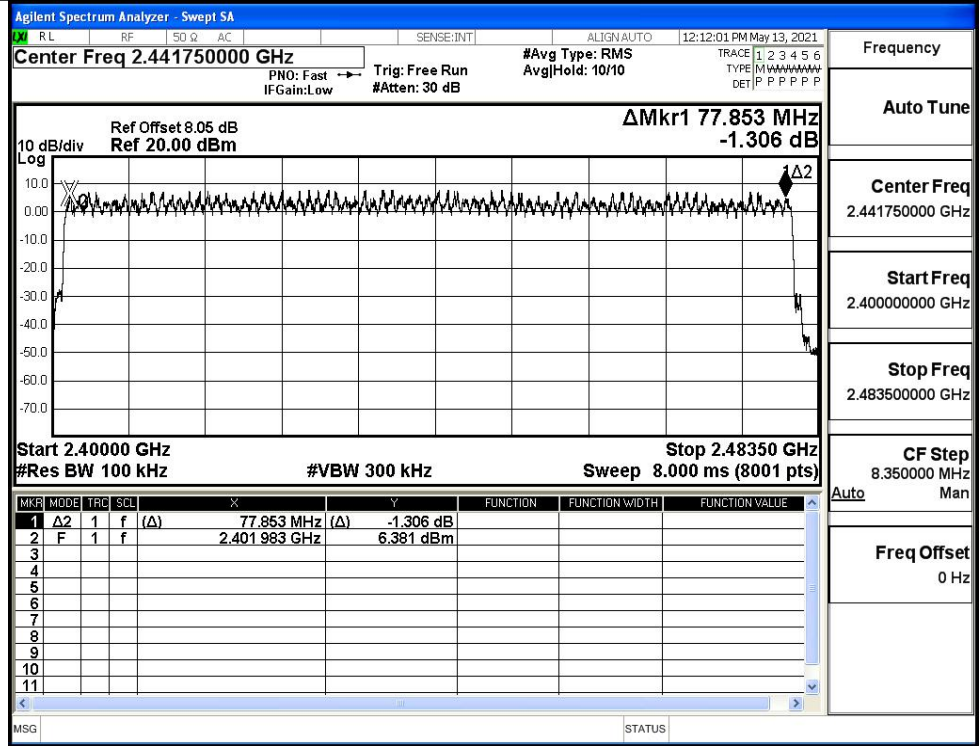 Agilent Spectrum Analyzer - Swept SA
LXI RL RF 50 Ω AC SENSE:INT ALIGN AUTO 12:12:01 PM May 13, 2021
Center Freq 2.441750000 GHz
PNO: Fast
IFGain:Low
Trig: Free Run
#Atten: 30 dB
#Avg Type: RMS
Avg|Hold: 10/10
TRACE 1 2 3 4 5 6
TYPE M WWWWW
DET P P P P P P
ΔMkr1 77.853 MHz
-1.306 dB
Ref Offset 8.05 dB
10 dB/div Ref 20.00 dBm
Log
1Δ2
10.0
0.00
-10.0
-20.0
-30.0
-40.0
-50.0
-60.0
-70.0
Start 2.40000 GHz Stop 2.48350 GHz
#Res BW 100 kHz #VBW 300 kHz Sweep 8.000 ms (8001 pts)
MKR MODE TRC SCL X Y FUNCTION FUNCTION WIDTH FUNCTION VALUE
1 Δ2 1 f (Δ) 77.853 MHz (Δ) -1.306 dB
2 F 1 f 2.401 983 GHz 6.381 dBm
3
4
5
6
7
8
9
10
11
MSG STATUS
Frequency
Auto Tune
Center Freq
2.441750000 GHz
Start Freq
2.400000000 GHz
Stop Freq
2.483500000 GHz
CF Step
8.350000 MHz
Auto Man
Freq Offset
0 Hz